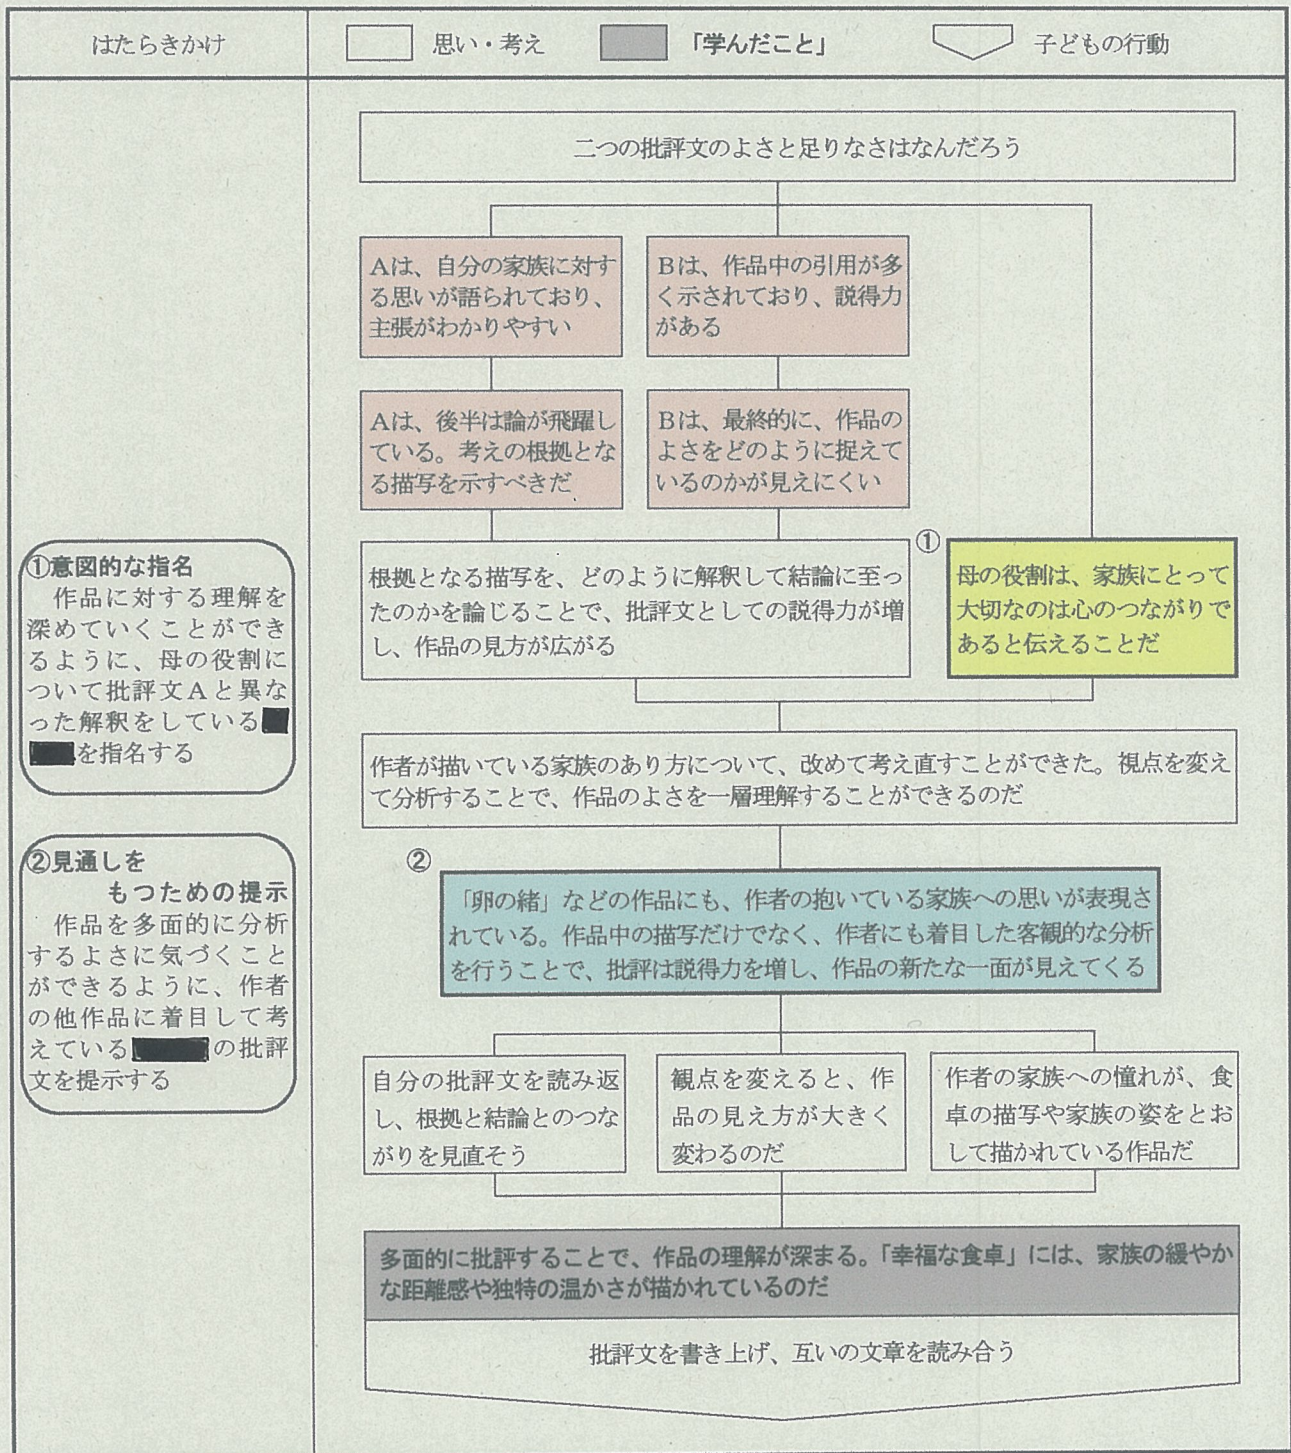 はたらきかけ
思い・考え
「学んだこと」
子どもの行動
二つの批評文のよさと足りなさはなんだろう
Aは、自分の家族に対す
る思いが語られており、
主張がわかりやすい
Bは、作品中の引用が多
く示されており、説得力
がある
Aは、後半は論が飛躍し
ている。考えの根拠とな
る描写を示すべきだ
Bは、最終的に、作品の
よさをどのように捉えて
いるのかが見えにくい
①意図的な指名
作品に対する理解を
深めていくことができ
るように、母の役割に
ついて批評文Aと異な
った解釈をしている
を指名する
根拠となる描写を、どのように解釈して結論に至っ
たのかを論じることで、批評文としての説得力が増
し、作品の見方が広がる
①
母の役割は、家族にとって
大切なのは心のつながりで
あると伝えることだ
作者が描いている家族のあり方について、改めて考え直すことができた。視点を変え
て分析することで、作品のよさを一層理解することができるのだ
②見通しを
もつための提示
作品を多面的に分析
するよさに気づくこと
ができるように、作者
の他作品に着目して考
えているの批評
文を提示する
②
「卵の緒」などの作品にも、作者の抱いている家族への思いが表現さ
れている。作品中の描写だけでなく、作者にも着目した客観的な分析
を行うことで、批評は説得力を増し、作品の新たな一面が見えてくる
自分の批評文を読み返
し、根拠と結論とのつな
がりを見直そう
観点を変えると、作
品の見え方が大きく
変わるのだ
作者の家族への憧れが、食
卓の描写や家族の姿をとお
して描かれている作品だ
多面的に批評することで、作品の理解が深まる。「幸福な食卓」には、家族の緩やか
な距離感や独特の温かさが描かれているのだ
批評文を書き上げ、互いの文章を読み合う